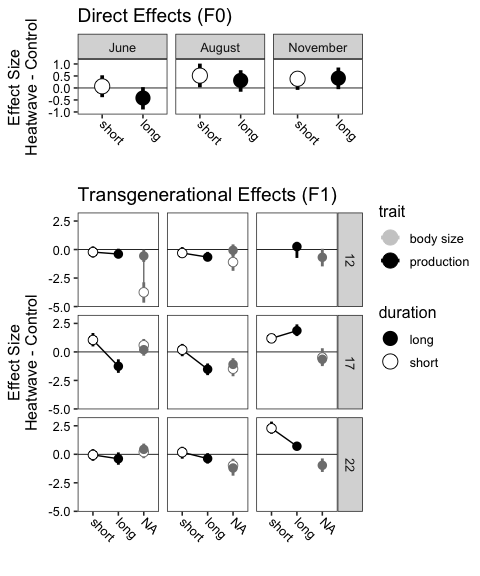 Direct Effects (F0)
June
August
November
Effect Size
Heatwave - Control
1.0
0.5
0.0
-0.5
-1.0
short
long
short
long
short
long
Transgenerational Effects (F1)
Effect Size
Heatwave - Control
2.5
0.0
-2.5
-5.0
12
2.5
0.0
-2.5
-5.0
17
2.5
0.0
-2.5
-5.0
22
short
long
NA
short
long
NA
short
long
NA
trait
body size
production
duration
long
short